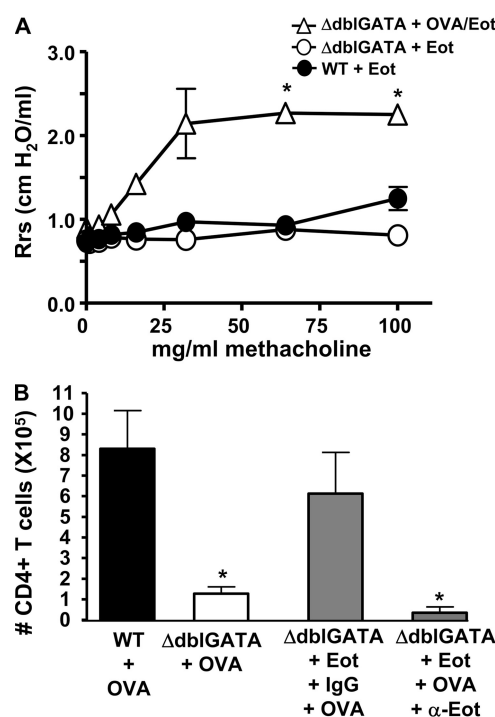 A
ΔdblGATA + OVA/Eot
ΔdblGATA + Eot
WT + Eot
* *
Rrs (cm H₂O/ml)
3.0
2.0
1.0
0.0
0 25 50 75 100
mg/ml methacholine
B
# CD4+ T cells (X10⁵)
11
10
9
8
7
6
5
4
3
2
1
0
*
*
WT
+
OVA
ΔdblGATA
+ OVA
ΔdblGATA
+ Eot
+ IgG
+ OVA
ΔdblGATA
+ Eot
+ OVA
+ α-Eot